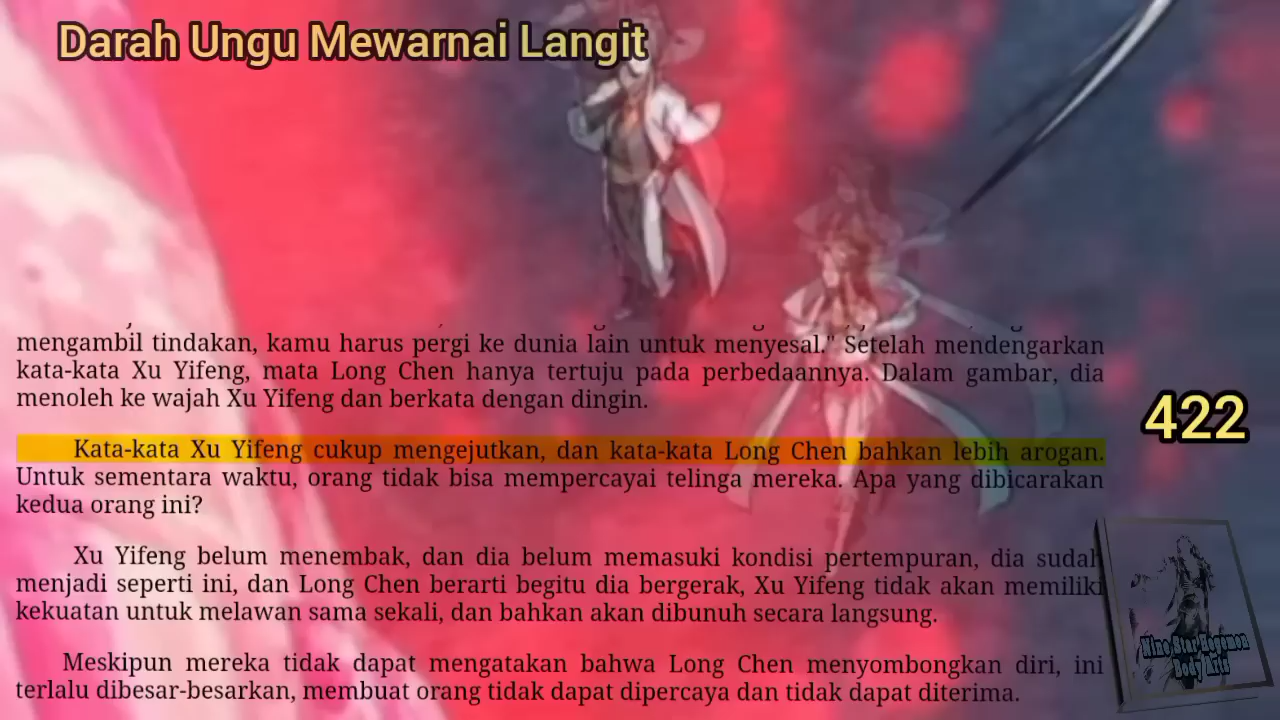 Darah Ungu Mewarnai Langit
mengambil tindakan, kamu harus pergi ke dunia lain untuk menyesal." Setelah mendengarkan
kata-kata Xu Yifeng, mata Long Chen hanya tertuju pada perbedaannya. Dalam gambar, dia
menoleh ke wajah Xu Yifeng dan berkata dengan dingin.
422
Kata-kata Xu Yifeng cukup mengejutkan, dan kata-kata Long Chen bahkan lebih arogan.
Untuk sementara waktu, orang tidak bisa mempercayai telinga mereka. Apa yang dibicarakan
kedua orang ini?
Xu Yifeng belum menembak, dan dia belum memasuki kondisi pertempuran, dia sudah
menjadi seperti ini, dan Long Chen berarti begitu dia bergerak, Xu Yifeng tidak akan memiliki
kekuatan untuk melawan sama sekali, dan bahkan akan dibunuh secara langsung.
Meskipun mereka tidak dapat mengatakan bahwa Long Chen menyombongkan diri, ini
terlalu dibesar-besarkan, membuat orang tidak dapat dipercaya dan tidak dapat diterima.
Nine Star Hegemon
Body Arts